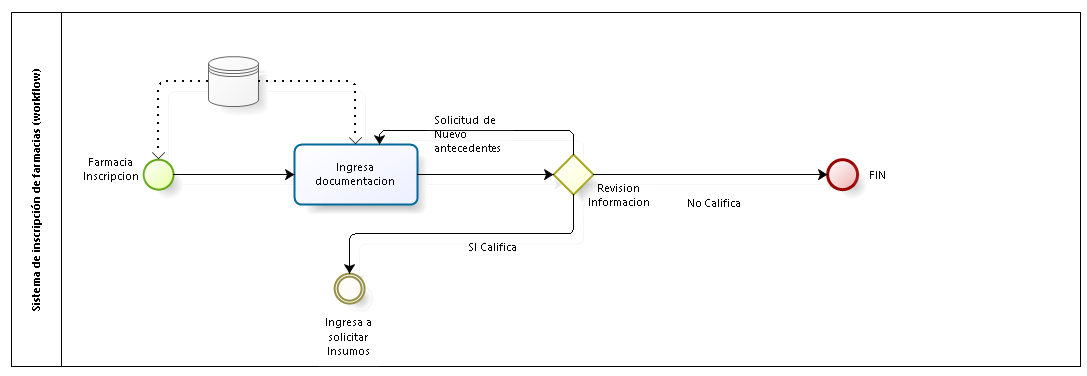 Sistema de inscripción de farmacias (workflow)
Farmacia
Inscripcion
Ingresa
documentacion
Solicitud de
Nuevo
antecedentes
Revision
Informacion
No Califica
FIN
SI Califica
Ingresa a
solicitar
Insumos